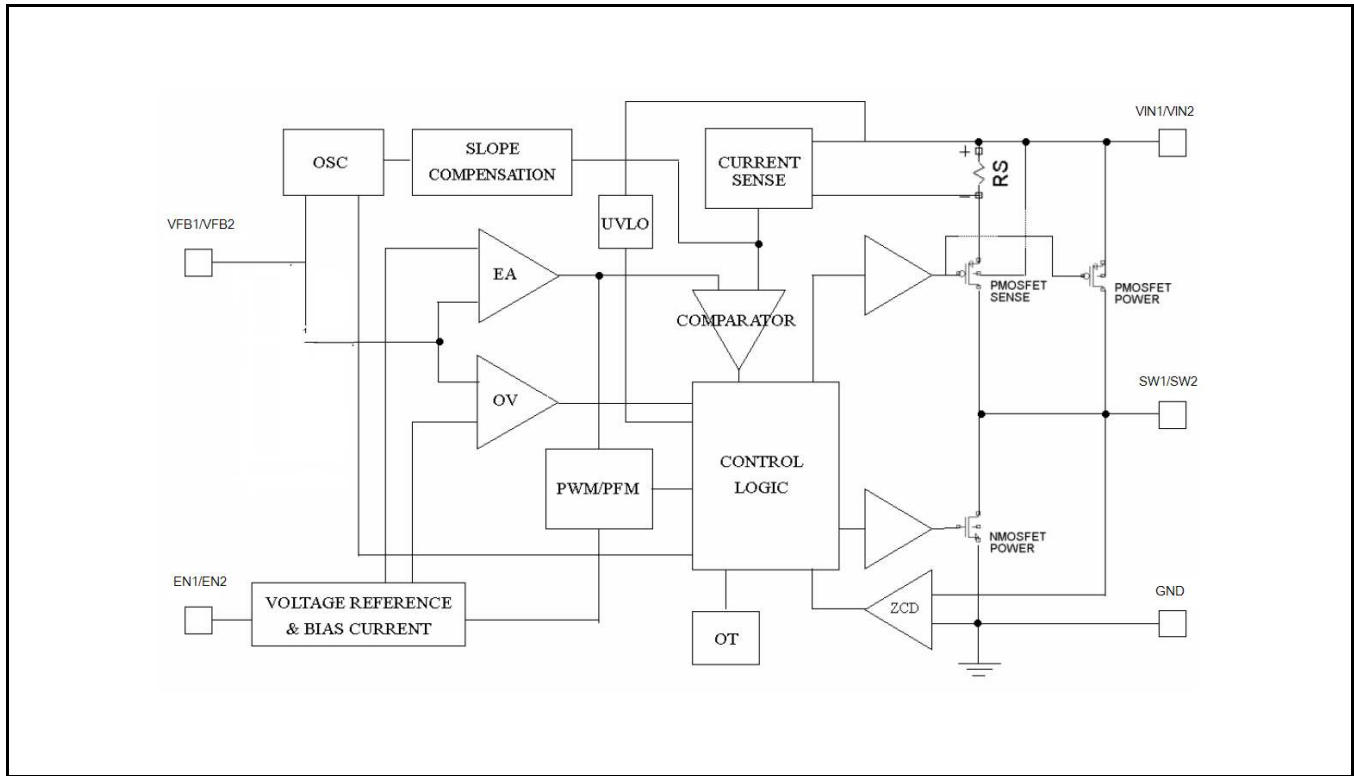 VIN1/VIN2
OSC
SLOPE
COMPENSATION
CURRENT
SENSE
+
RS
−
VFB1/VFB2
UVLO
EA
PMOSFET
SENSE
PMOSFET
POWER
COMPARATOR
SW1/SW2
OV
CONTROL
LOGIC
PWM/PFM
NMOSFET
POWER
EN1/EN2
VOLTAGE REFERENCE
& BIAS CURRENT
OT
ZCD
GND